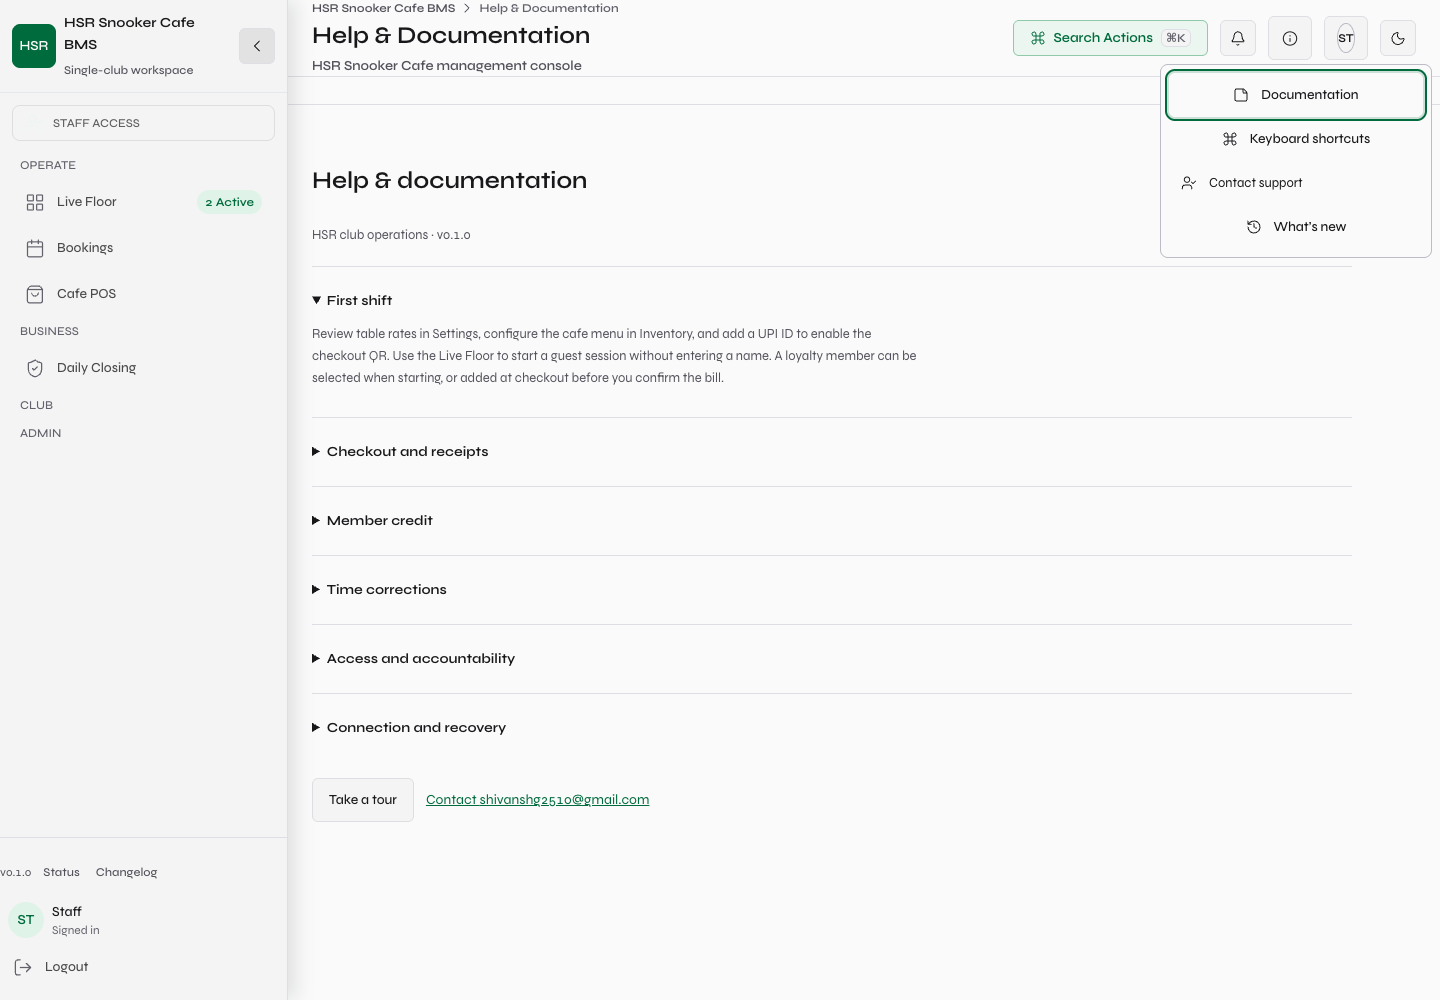 HSR
HSR Snooker Cafe BMS
Single-club workspace
STAFF ACCESS
OPERATE
Live Floor
2 Active
Bookings
Cafe POS
BUSINESS
Daily Closing
CLUB
ADMIN
v0.1.0
Status
Changelog
ST
Staff
Signed in
Logout
HSR Snooker Cafe BMS
Help & Documentation
Help & Documentation
HSR Snooker Cafe management console
Search Actions
⌘K
ST
Documentation
Keyboard shortcuts
Contact support
What's new
Help & documentation
HSR club operations · v0.1.0
First shift
Review table rates in Settings, configure the cafe menu in Inventory, and add a UPI ID to enable the
checkout QR. Use the Live Floor to start a guest session without entering a name. A loyalty member can be
selected when starting, or added at checkout before you confirm the bill.
Checkout and receipts
Member credit
Time corrections
Access and accountability
Connection and recovery
Take a tour
Contact shivanshg2510@gmail.com